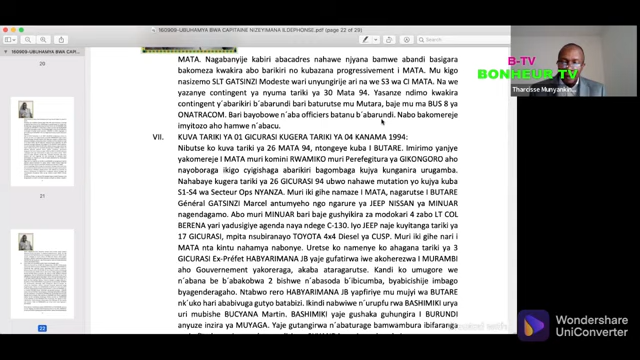 160909-UBUHAMYA BWA CAPITAINE NIZEYIMANA ILDEPHONSE.pdf (page 22 of 29)
160909-UBUHAMYA BWA CAPI...
20
21
22
MATA. Nagabanyije kabiri abacadres nahawe njyana bamwe abandi basigara
bakomeza kwakira abo barikiri no kubazana progressivement i MATA. Mu kigo
nasizemo SLT GATSINZI Modeste wari unyungirije ari nawe S3 wa CI MATA. Na we
yazanye contingent ya nyuma tariki ya 30 Mata 94. Yasanze ndimo kwakira
contingent y'abarikiri b'abarundi bari baturutse mu Mutara, baje mu ma BUS 8 ya
ONATRACOM. Bari bayobowe n'aba officiers batanu b'abarundi. Nabo bakomereje
imyitozo aho hamwe n'abacu.
VII. KUVA TARIKI YA 01 GICURASI KUGERA TARIKI YA 04 KANAMA 1994:
Nibutse ko kuva tariki ya 26 MATA 94, ntongeye kuba I BUTARE. Imirimo yanjye
yakomereje I MATA muri komini RWAMIKO muri Perefegitura ya GIKONGORO aho
nayoboraga ikigo cyigisha abarikiri bagombaga kujya kunganira urugamba.
Nahabaye kugera tariki ya 26 GICURASI 94 ubwo nahawe mutation yo kujya kuba
S1-S4 wa Secteur Ops NYANZA. Muri iki gihe namaze I MATA, nagarutse I BUTARE
Général GATSINZI Marcel antumyeho ngo ngarure ya JEEP NISSAN ya MINUAR
nagendagamo. Abo muri MINUAR bari baje gushyikira za modokari 4 zabo LT COL
BERENA yari yadusigiye agenda naya ndege C-130. Iyo JEEP naje kuyitanga tariki ya
17 GICURASI, mpita nsubiranayo TOYOTA 4x4 Diesel ya CUSP. Muri iki gihe nari i
MATA nta kintu nahamya nabonye. Uretse ko namenye ko ahagana tariki ya 3
GICURASI Ex-Préfet HABYARIMANA JB yaje gufatirwa iwe akoherezwa I MURAMBI
aho Gouvernement yakoreraga, akaba ataragarutse. Kandi ko umugore we
n'abana be b'abakobwa 2 bishwe n'abasoda b'ibicumba, byabicishije imbago
byagenderagaho. Ntabwo rero HABYARIMANA JB yapfiriye mu mujyi wa BUTARE
nk'uko hari ababivuga gutyo batabizi. Ikindi nabwiwe n'urupfu rwa BASHIMIKI urya
uri mubishe BUCYANA Martin. BASHIMIKI yaje gushaka guhungira I BURUNDI
anyuze inzira ya MUYAGA. Yaje gutangirwa n'abaturage bamwambura ibifaranga
B-TV
BONHEUR TV
Tharcisse Munyankin...
Wondershare
UniConverter